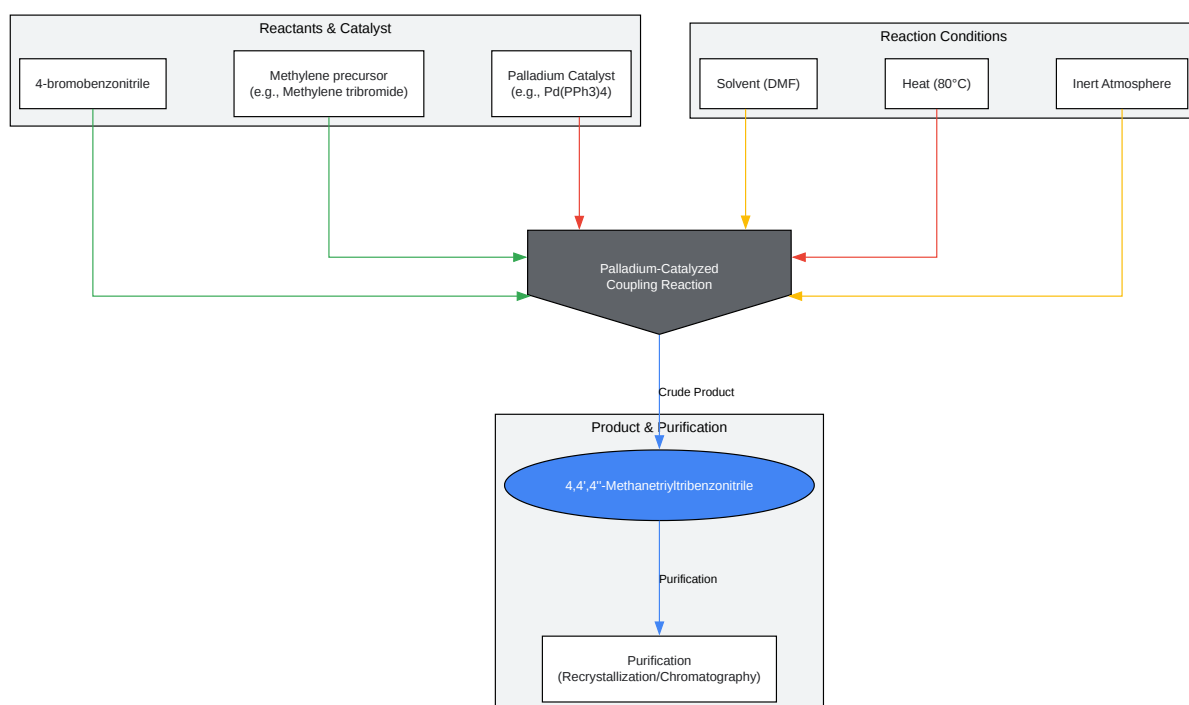 Reactants & Catalyst
4-bromobenzonitrile
Methylene precursor
(e.g., Methylene tribromide)
Palladium Catalyst
(e.g., Pd(PPh3)4)
Reaction Conditions
Solvent (DMF)
Heat (80°C)
Inert Atmosphere
Palladium-Catalyzed
Coupling Reaction
Crude Product
Product & Purification
4,4',4''-Methanetriyltribenzonitrile
Purification
Purification
(Recrystallization/Chromatography)